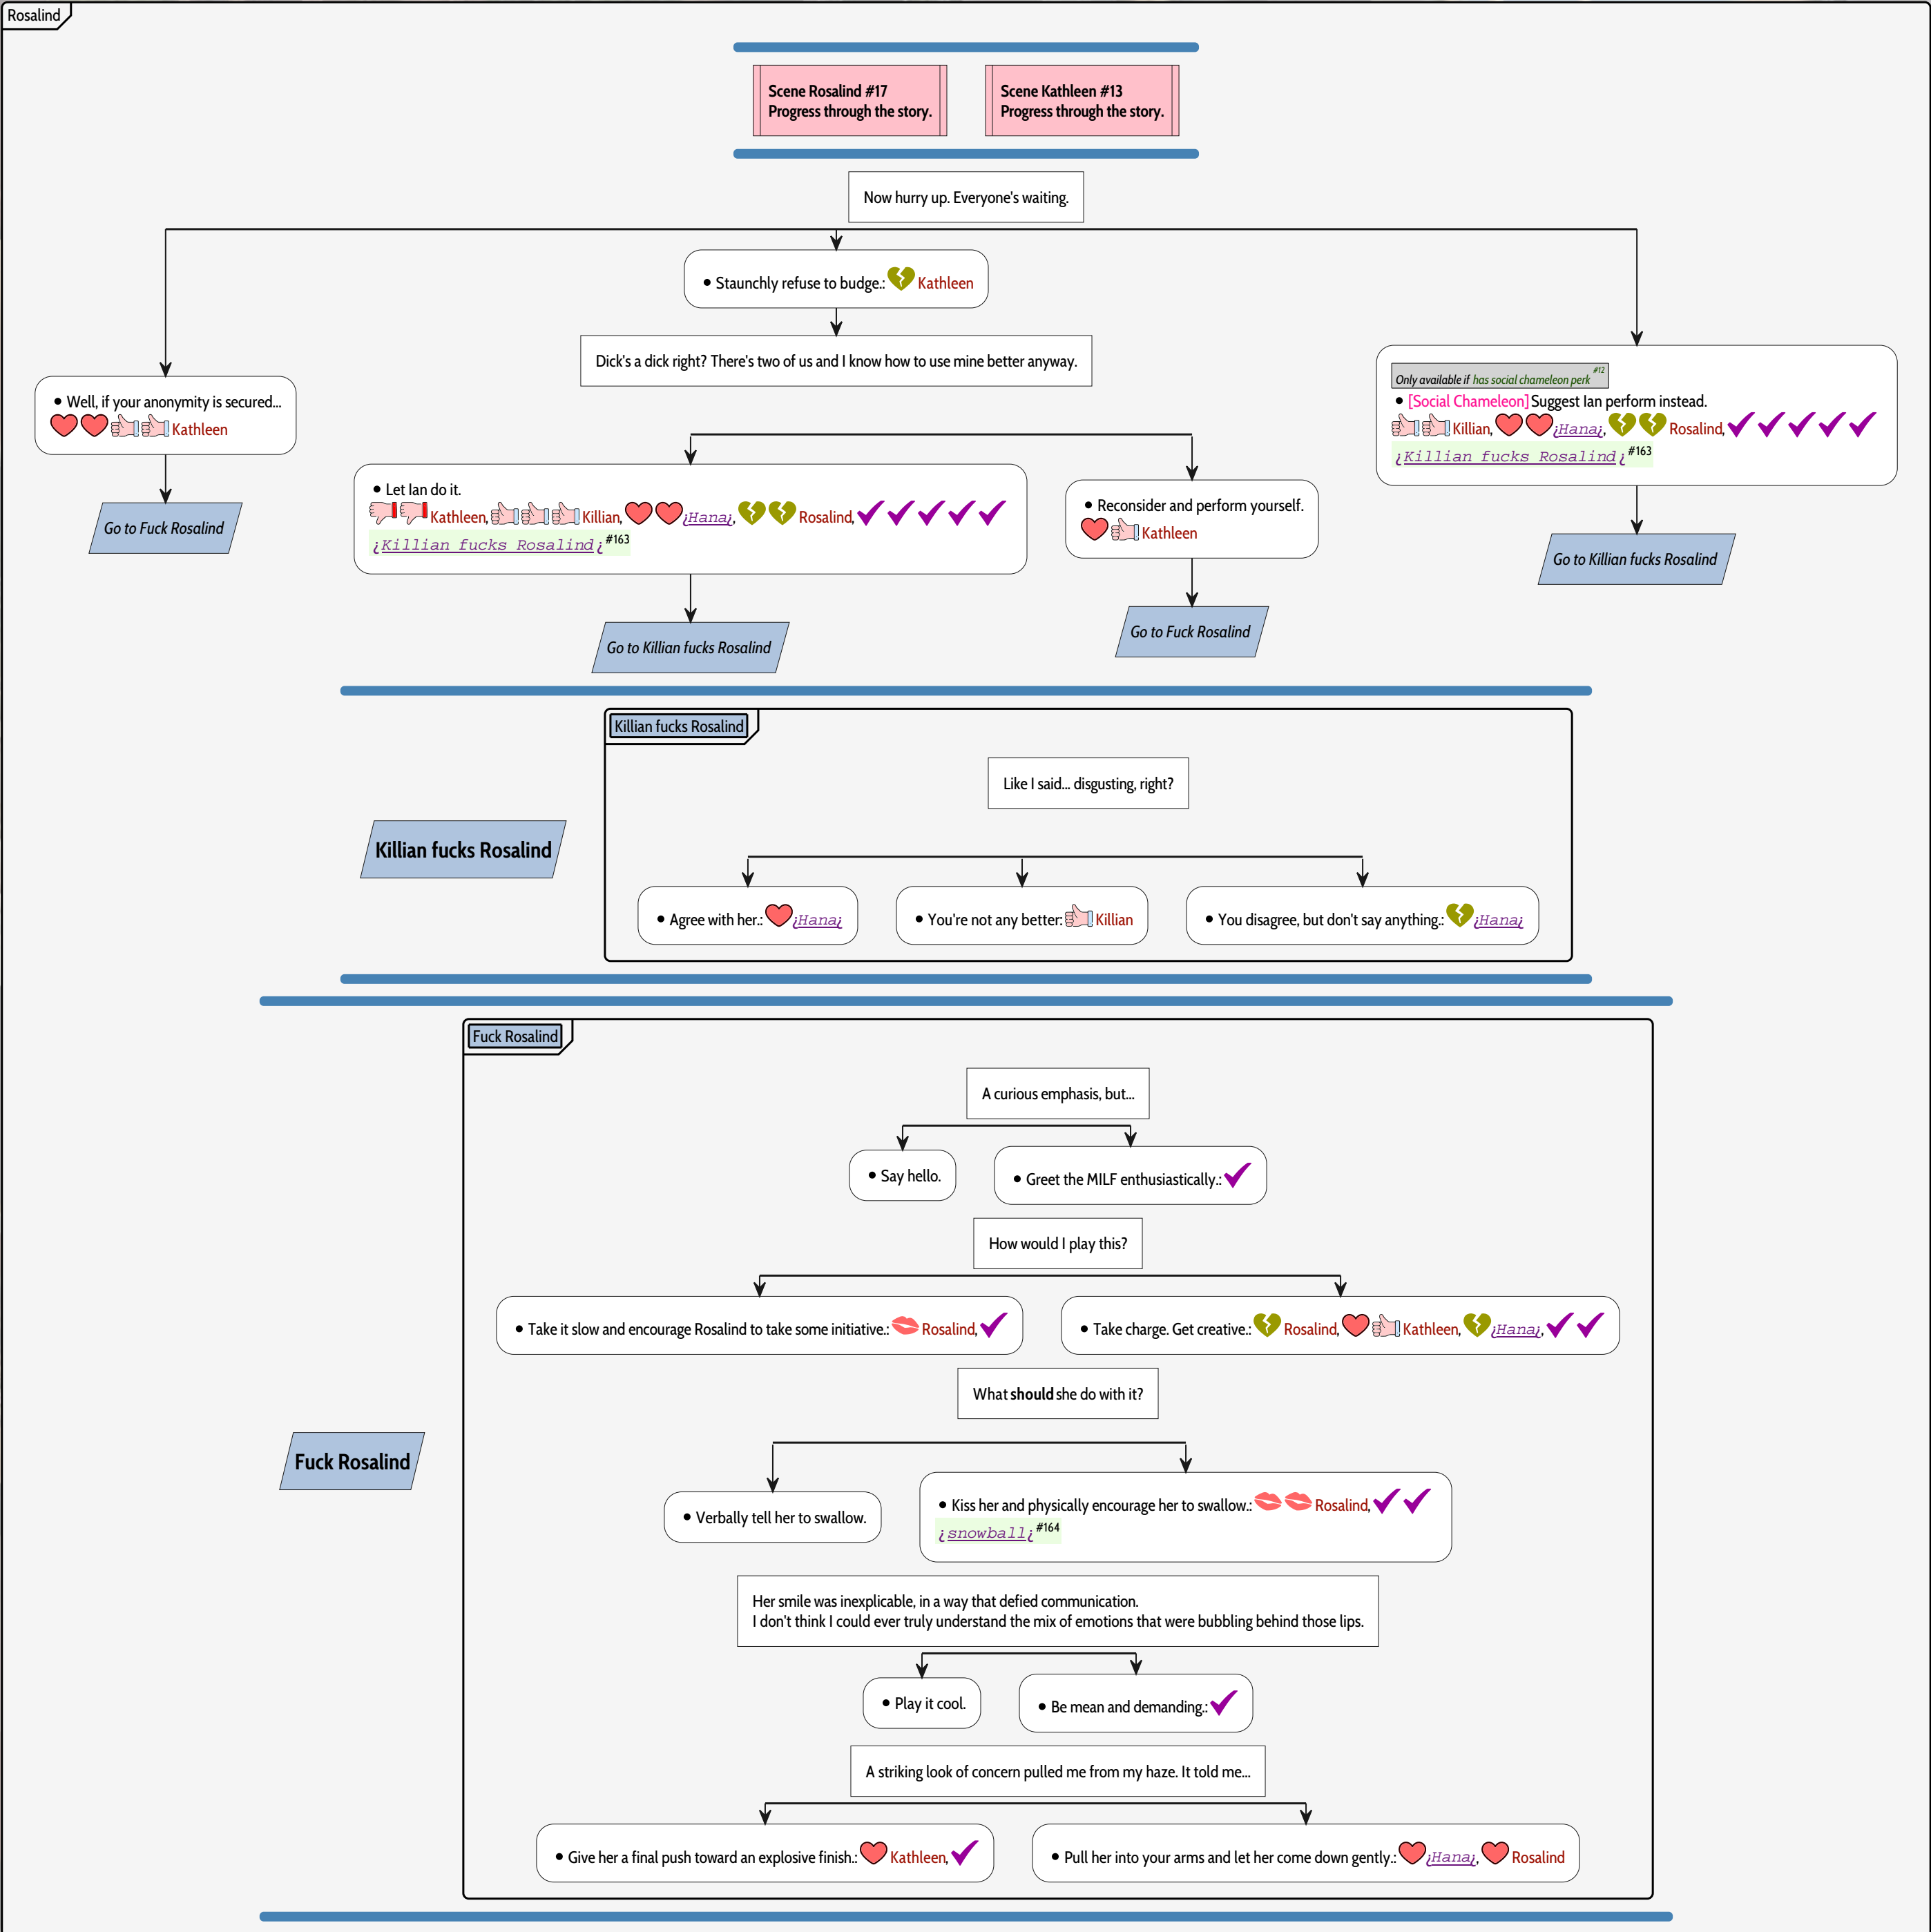 Rosalind
Scene Rosalind #17
Progress through the story.
Scene Kathleen #13
Progress through the story.
Now hurry up. Everyone's waiting.
• Staunchly refuse to budge.: Kathleen
Dick's a dick right? There's two of us and I know how to use mine better anyway.
• Well, if your anonymity is secured...
Kathleen
Go to Fuck Rosalind
• Let Ian do it.
Kathleen, Killian, ¿Hana¿, Rosalind,
¿Killian fucks Rosalind¿ #163
Go to Killian fucks Rosalind
• Reconsider and perform yourself.
Kathleen
Go to Fuck Rosalind
Only available if has social chameleon perk #12
• [Social Chameleon] Suggest Ian perform instead.
Killian, ¿Hana¿, Rosalind,
¿Killian fucks Rosalind¿ #163
Go to Killian fucks Rosalind
Killian fucks Rosalind
Killian fucks Rosalind
Like I said... disgusting, right?
• Agree with her.: ¿Hana¿
• You're not any better: Killian
• You disagree, but don't say anything.: ¿Hana¿
Fuck Rosalind
Fuck Rosalind
A curious emphasis, but...
• Say hello.
• Greet the MILF enthusiastically.:
How would I play this?
• Take it slow and encourage Rosalind to take some initiative.: Rosalind,
• Take charge. Get creative.: Rosalind, Kathleen, ¿Hana¿,
What should she do with it?
• Verbally tell her to swallow.
• Kiss her and physically encourage her to swallow.: Rosalind,
¿snowball¿ #164
Her smile was inexplicable, in a way that defied communication.
I don't think I could ever truly understand the mix of emotions that were bubbling behind those lips.
• Play it cool.
• Be mean and demanding.:
A striking look of concern pulled me from my haze. It told me...
• Give her a final push toward an explosive finish.: Kathleen,
• Pull her into your arms and let her come down gently.: ¿Hana¿, Rosalind